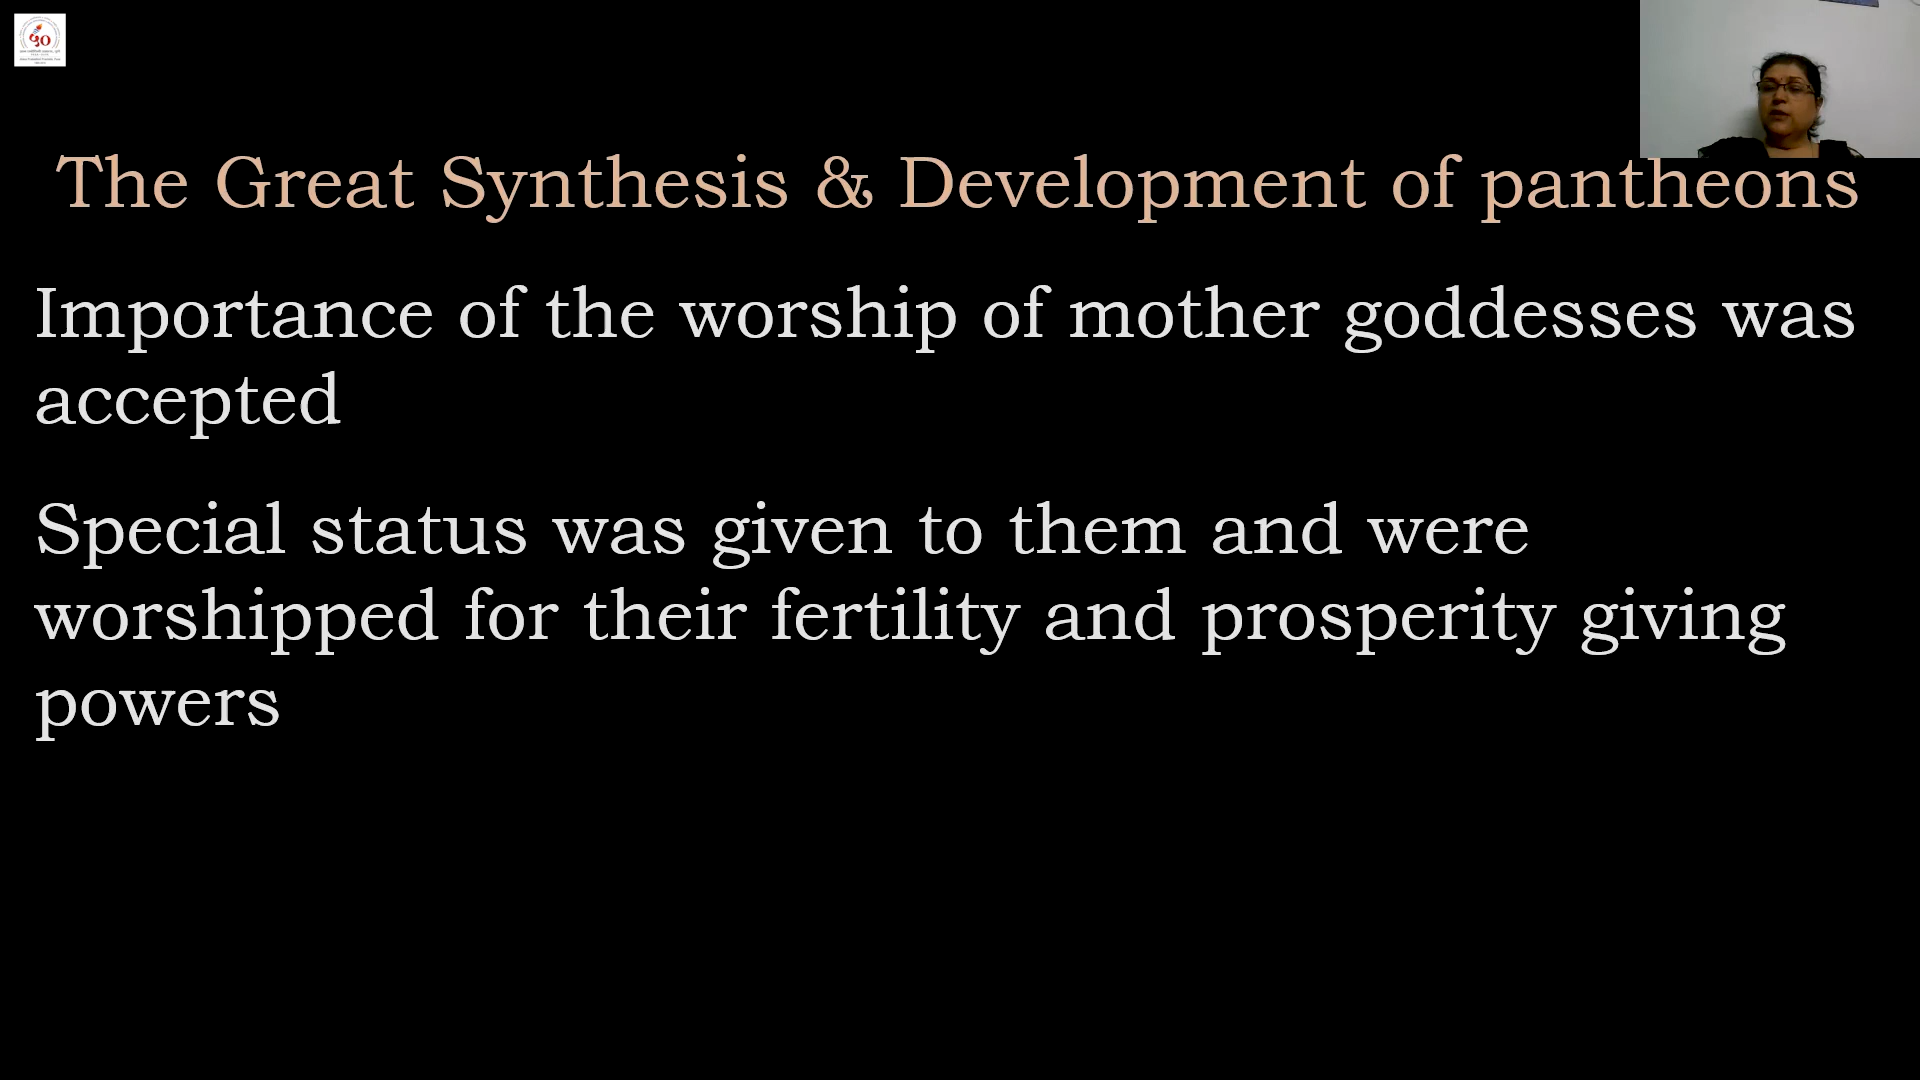 ५०
The Great Synthesis & Development of pantheons
Importance of the worship of mother goddesses was
accepted
Special status was given to them and were
worshipped for their fertility and prosperity giving
powers